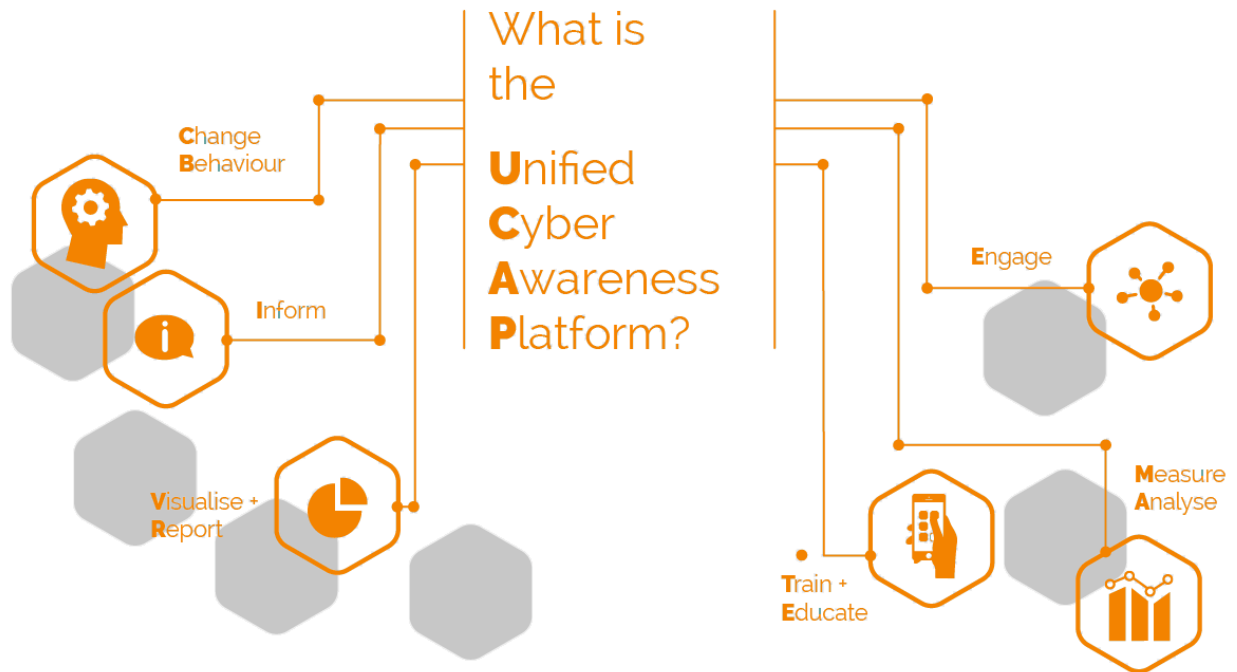 What is
the
Unified
Cyber
Awareness
Platform?
Change
Behaviour
Inform
Visualise +
Report
Engage
Measure
Analyse
Train +
Educate